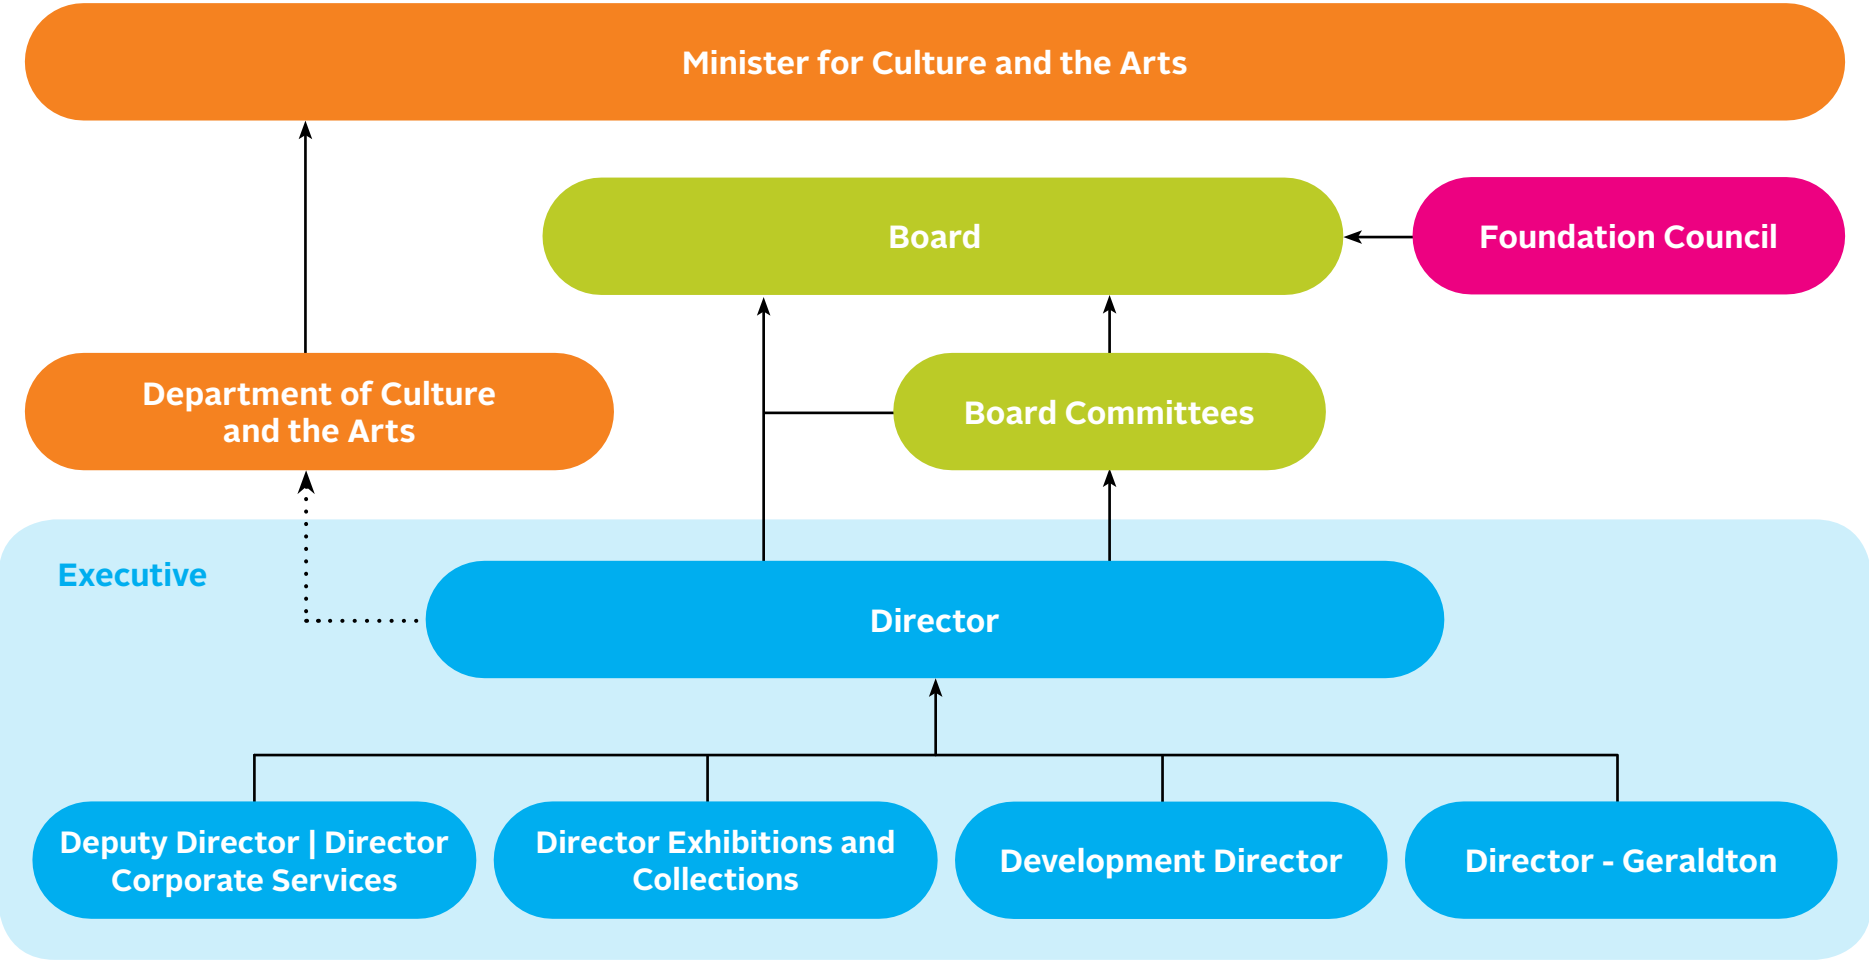 Minister for Culture and the Arts
Board
Foundation Council
Department of Culture
and the Arts
Board Committees
Executive
Director
Deputy Director | Director
Corporate Services
Director Exhibitions and
Collections
Development Director
Director - Geraldton